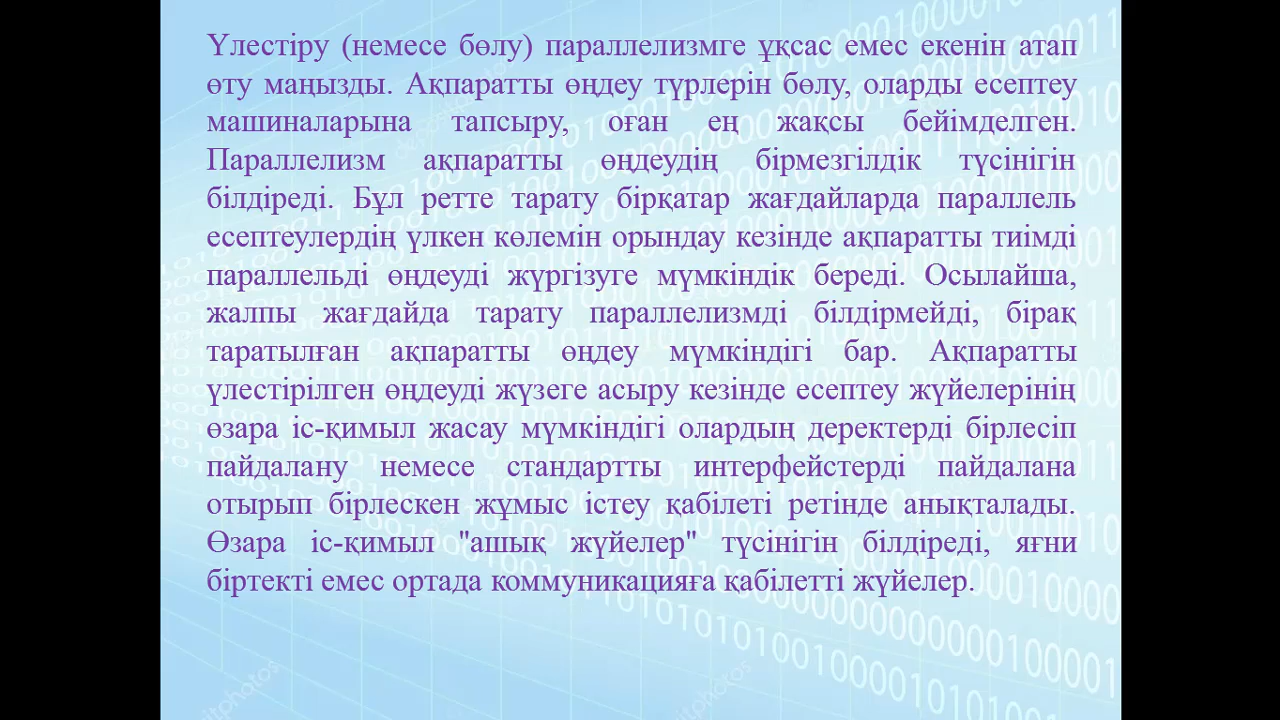 Үлестіру (немесе бөлу) параллелизмге ұқсас емес екенін атап
өту маңызды. Ақпаратты өңдеу түрлерін бөлу, оларды есептеу
машиналарына тапсыру, оған ең жақсы бейімделген.
Параллелизм ақпаратты өңдеудің бірмезгілдік түсінігін
білдіреді. Бұл ретте тарату бірқатар жағдайларда параллель
есептеулердің үлкен көлемін орындау кезінде ақпаратты тиімді
параллельді өңдеуді жүргізуге мүмкіндік береді. Осылайша,
жалпы жағдайда тарату параллелизмді білдірмейді, бірақ
таратылған ақпаратты өңдеу мүмкіндігі бар. Ақпаратты
үлестірілген өңдеуді жүзеге асыру кезінде есептеу жүйелерінің
өзара іс-қимыл жасау мүмкіндігі олардың деректерді бірлесіп
пайдалану немесе стандартты интерфейстерді пайдалана
отырып бірлескен жұмыс істеу қабілеті ретінде анықталады.
Өзара іс-қимыл "ашық жүйелер" түсінігін білдіреді, яғни
біртекті емес ортада коммуникацияға қабілетті жүйелер.